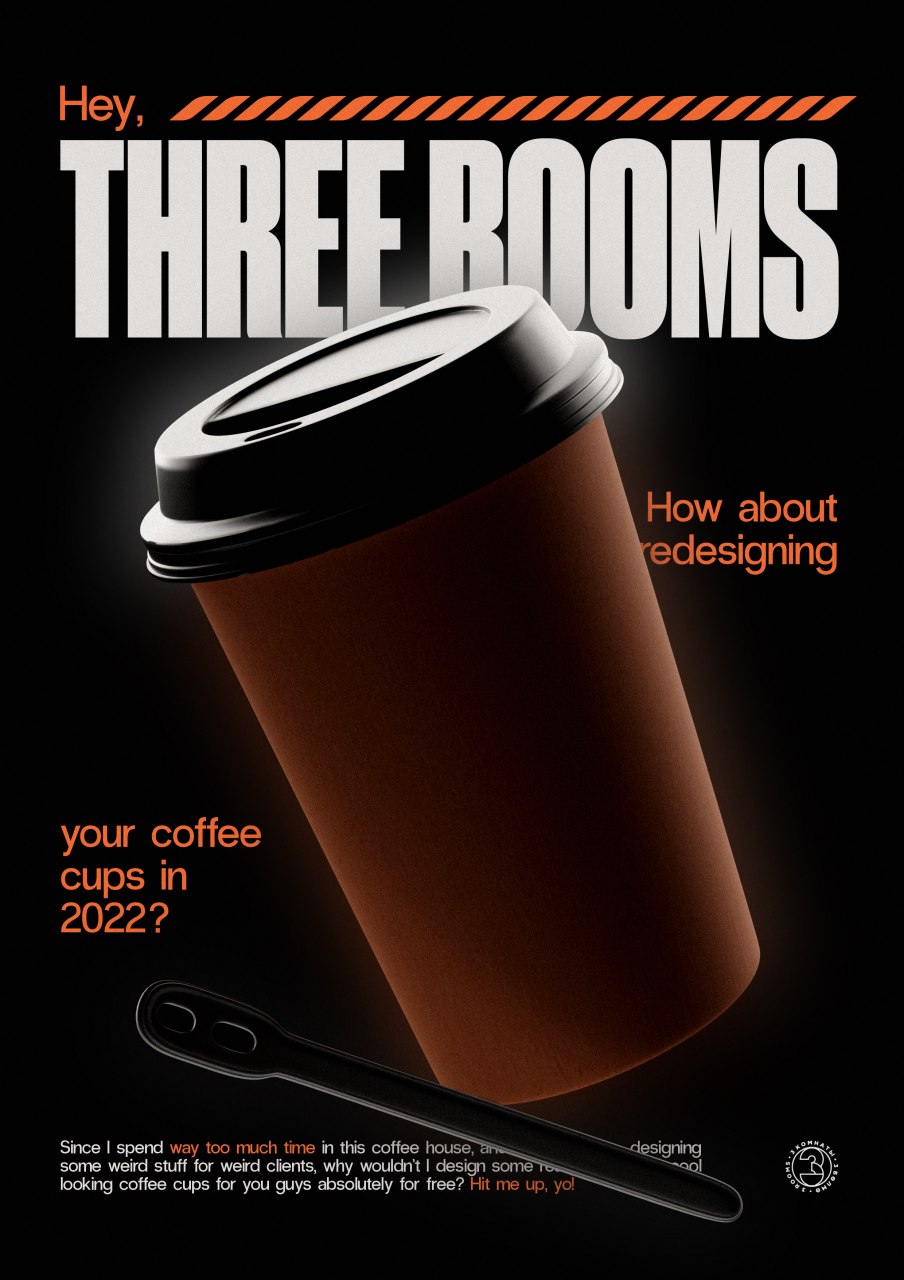 Hey,
THREE ROOMS
How about
redesigning
your coffee
cups in
2022?
Since I spend way too much time in this coffee house, designing
some weird stuff for weird clients, why wouldn't I design some
looking coffee cups for you guys absolutely for free? Hit me up, yo!
3